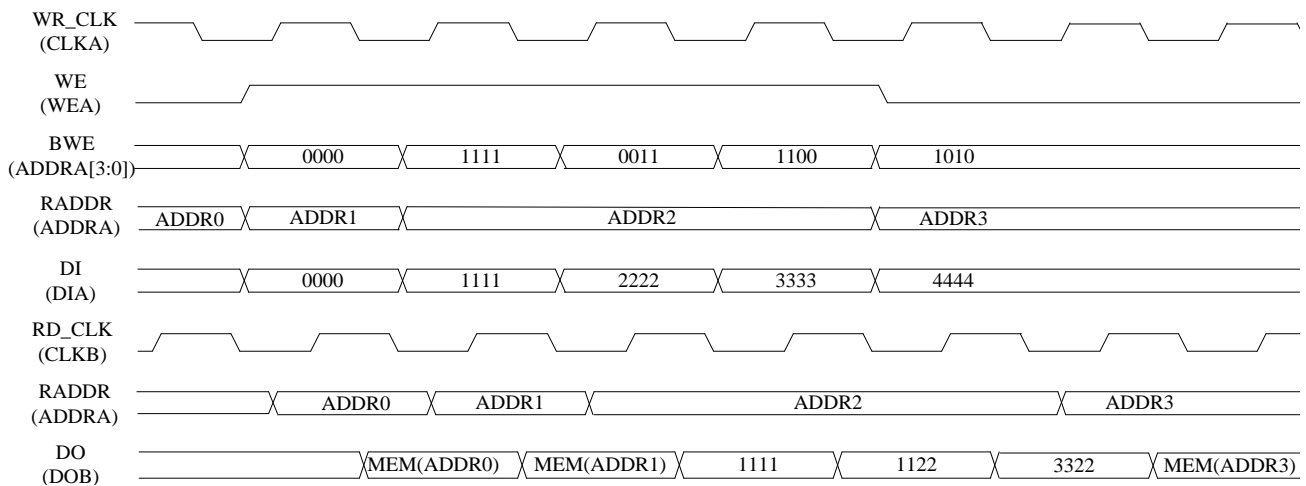 WR_CLK
(CLKA)
WE
(WEA)
BWE
(ADDRA[3:0])
0000 1111 0011 1100 1010
RADDR
(ADDRA)
ADDR0 ADDR1 ADDR2 ADDR3
DI
(DIA)
0000 1111 2222 3333 4444
RD_CLK
(CLKB)
RADDR
(ADDRA)
ADDR0 ADDR1 ADDR2 ADDR3
DO
(DOB)
MEM(ADDR0) MEM(ADDR1) 1111 1122 3322 MEM(ADDR3)